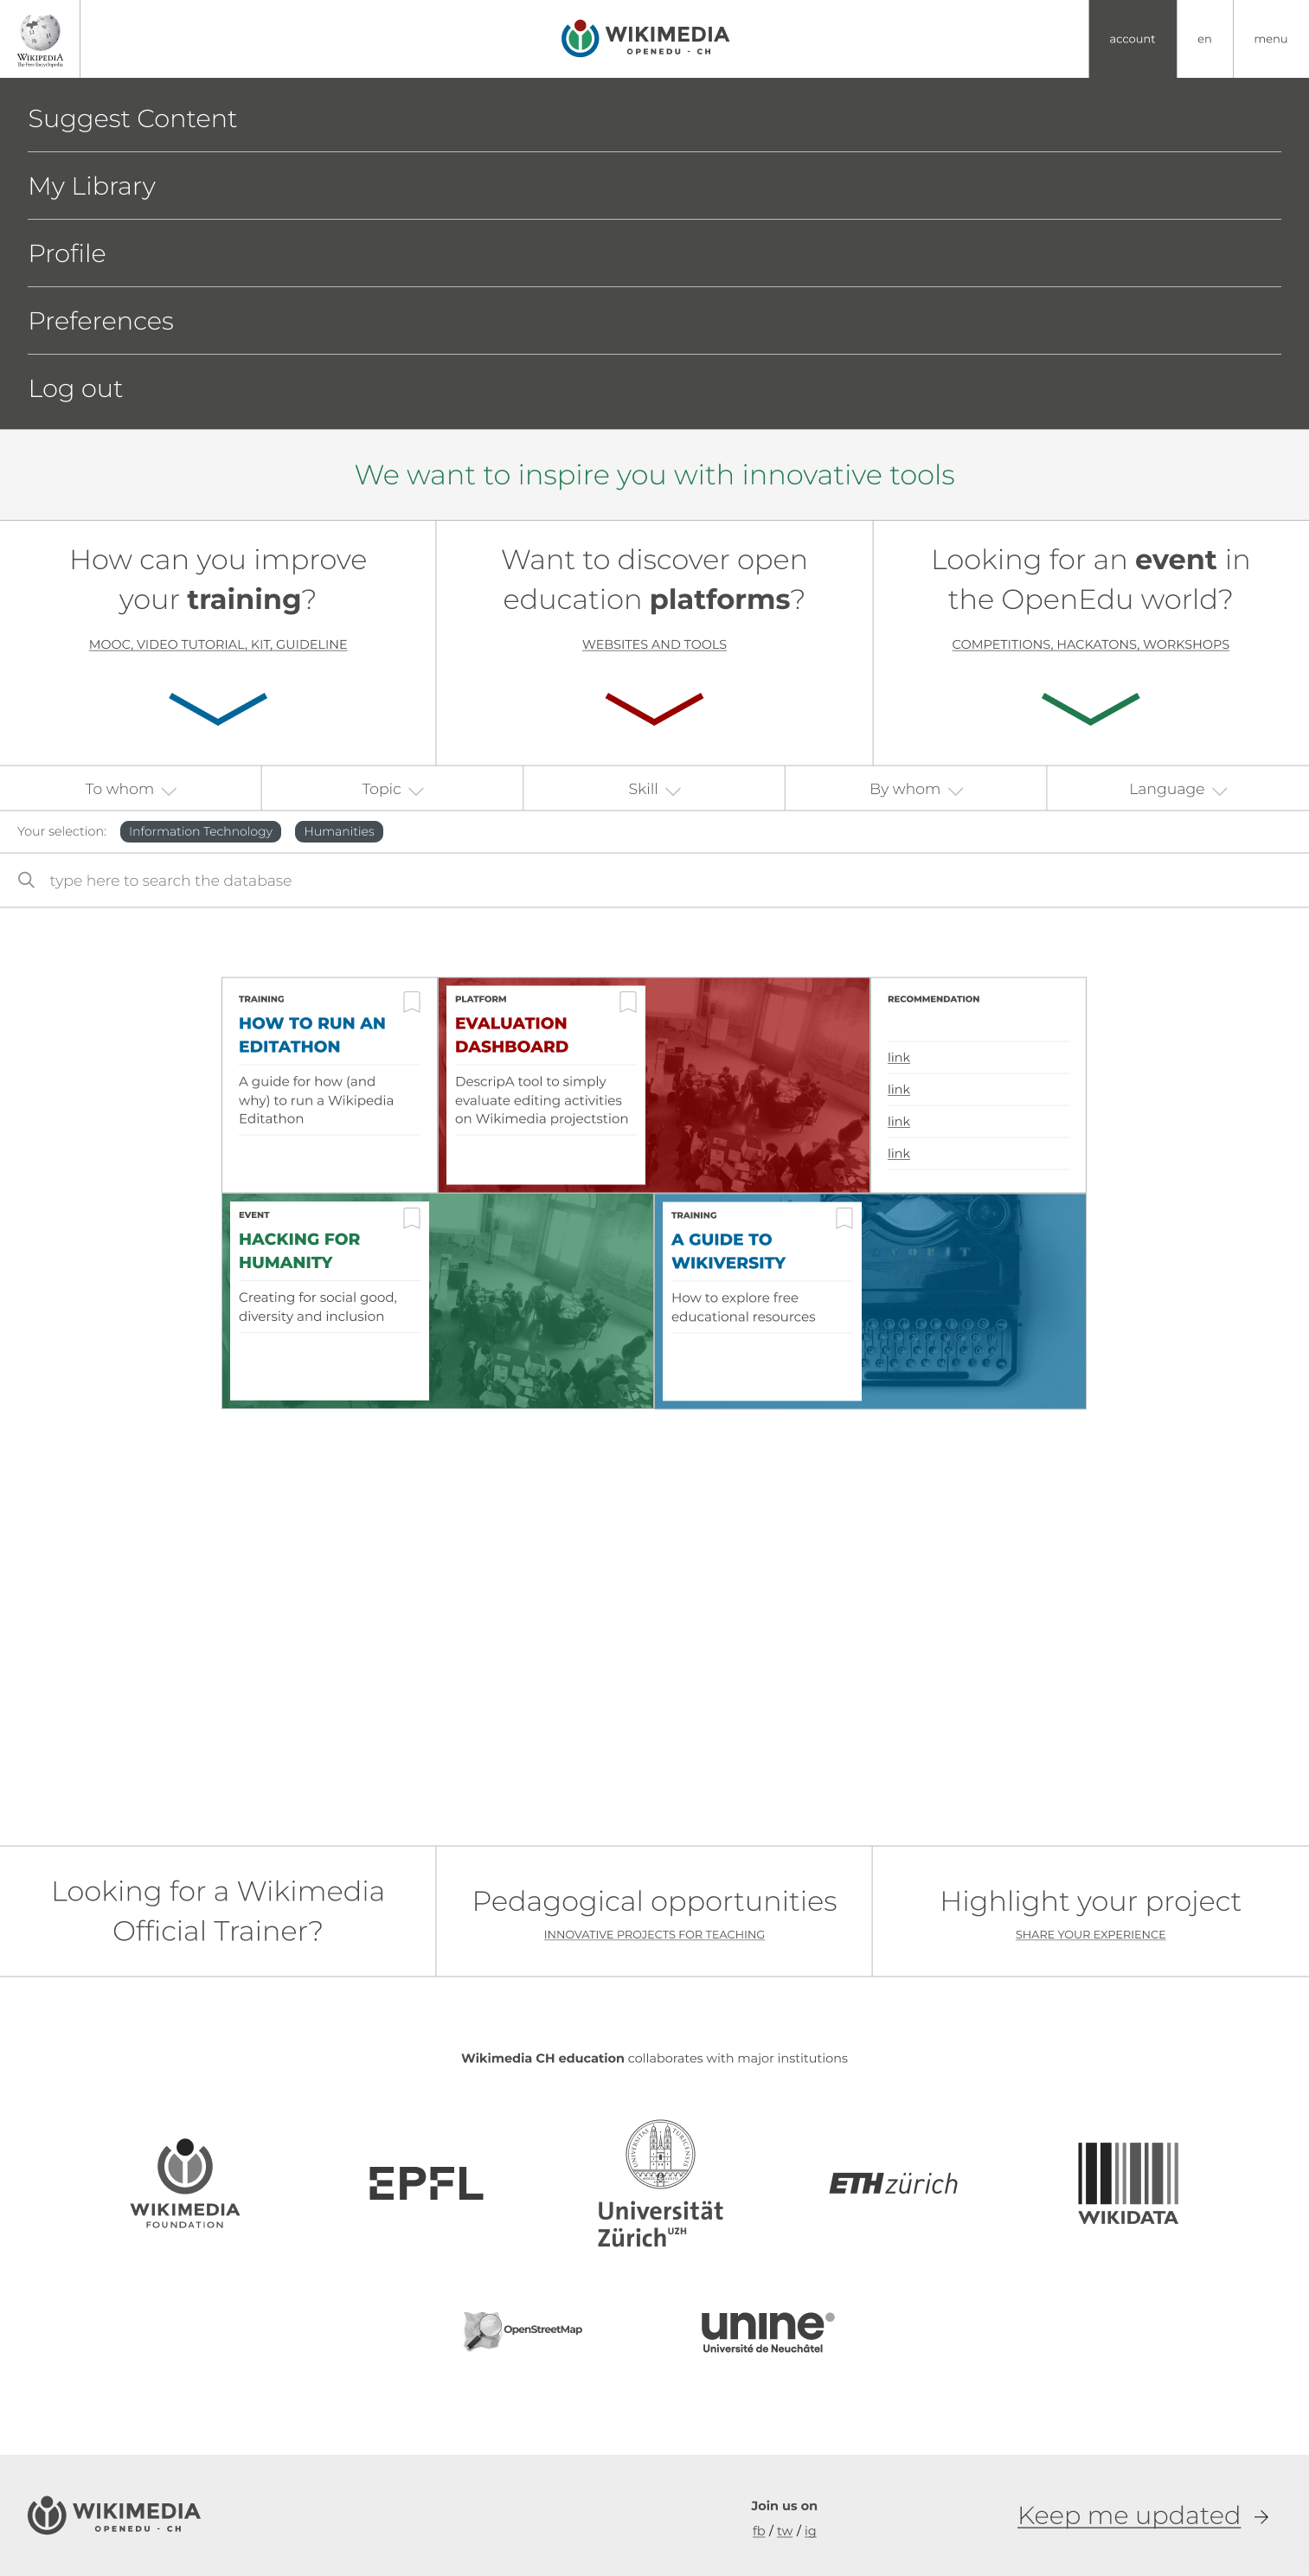 WIKIPEDIA
The Free Encyclopedia
WIKIMEDIA
OPENEDU - CH
account
en
menu
Suggest Content
My Library
Profile
Preferences
Log out
We want to inspire you with innovative tools
How can you improve
your training?
MOOC, VIDEO TUTORIAL, KIT, GUIDELINE
Want to discover open
education platforms?
WEBSITES AND TOOLS
Looking for an event in
the OpenEdu world?
COMPETITIONS, HACKATONS, WORKSHOPS
To whom
Topic
Skill
By whom
Language
Your selection:
Information Technology
Humanities
type here to search the database
TRAINING
HOW TO RUN AN
EDITATHON
A guide for how (and
why) to run a Wikipedia
Editathon
PLATFORM
EVALUATION
DASHBOARD
DescripA tool to simply
evaluate editing activities
on Wikimedia projectstion
RECOMMENDATION
link
link
link
link
EVENT
HACKING FOR
HUMANITY
Creating for social good,
diversity and inclusion
TRAINING
A GUIDE TO
WIKIVERSITY
How to explore free
educational resources
Looking for a Wikimedia
Official Trainer?
Pedagogical opportunities
INNOVATIVE PROJECTS FOR TEACHING
Highlight your project
SHARE YOUR EXPERIENCE
Wikimedia CH education collaborates with major institutions
WIKIMEDIA
FOUNDATION
EPFL
UNIVERSITAS TURICENSIS
Universität
Zürich UZH
ETH zürich
WIKIDATA
OpenStreetMap
unine
Université de Neuchâtel
WIKIMEDIA
OPENEDU - CH
Join us on
fb / tw / ig
Keep me updated